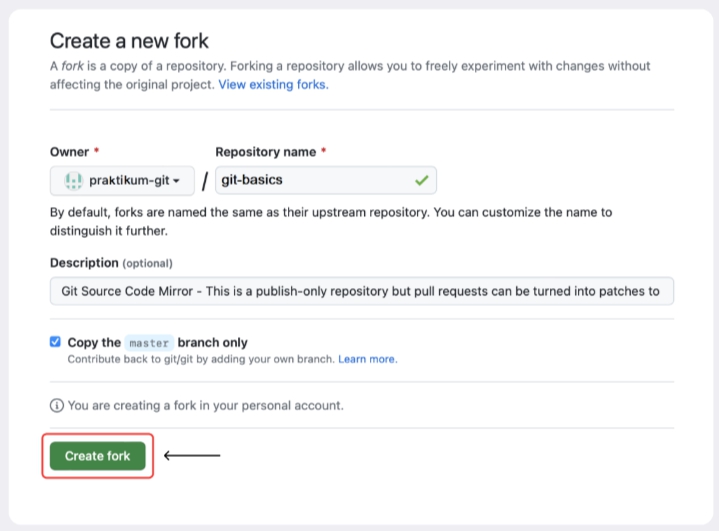 Create a new fork
A fork is a copy of a repository. Forking a repository allows you to freely experiment with changes without
affecting the original project. View existing forks.
Owner *
Repository name *
praktikum-git
/
git-basics
By default, forks are named the same as their upstream repository. You can customize the name to
distinguish it further.
Description (optional)
Git Source Code Mirror - This is a publish-only repository but pull requests can be turned into patches to
Copy the master branch only
Contribute back to git/git by adding your own branch. Learn more.
You are creating a fork in your personal account.
Create fork